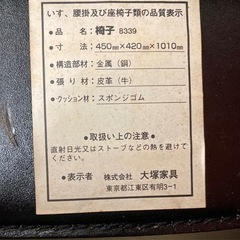 いす、腰掛及び座椅子類の品質表示
●品名:椅子 8339
●寸法:450㎜×420㎜×1010㎜
●構造部材:金属(鋼)
●張り材:皮革(牛)
●クッション材:スポンジゴム
●取扱い上の注意●
直射日光又はストーブなどの熱を避けて
ください。
●表示者 株式会社 大塚家具
東京都江東区有明3-1